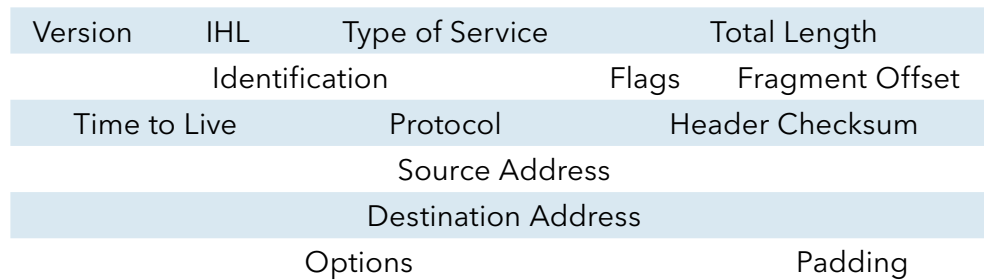 Version IHL Type of Service Total Length
Identification Flags Fragment Offset
Time to Live Protocol Header Checksum
Source Address
Destination Address
Options Padding